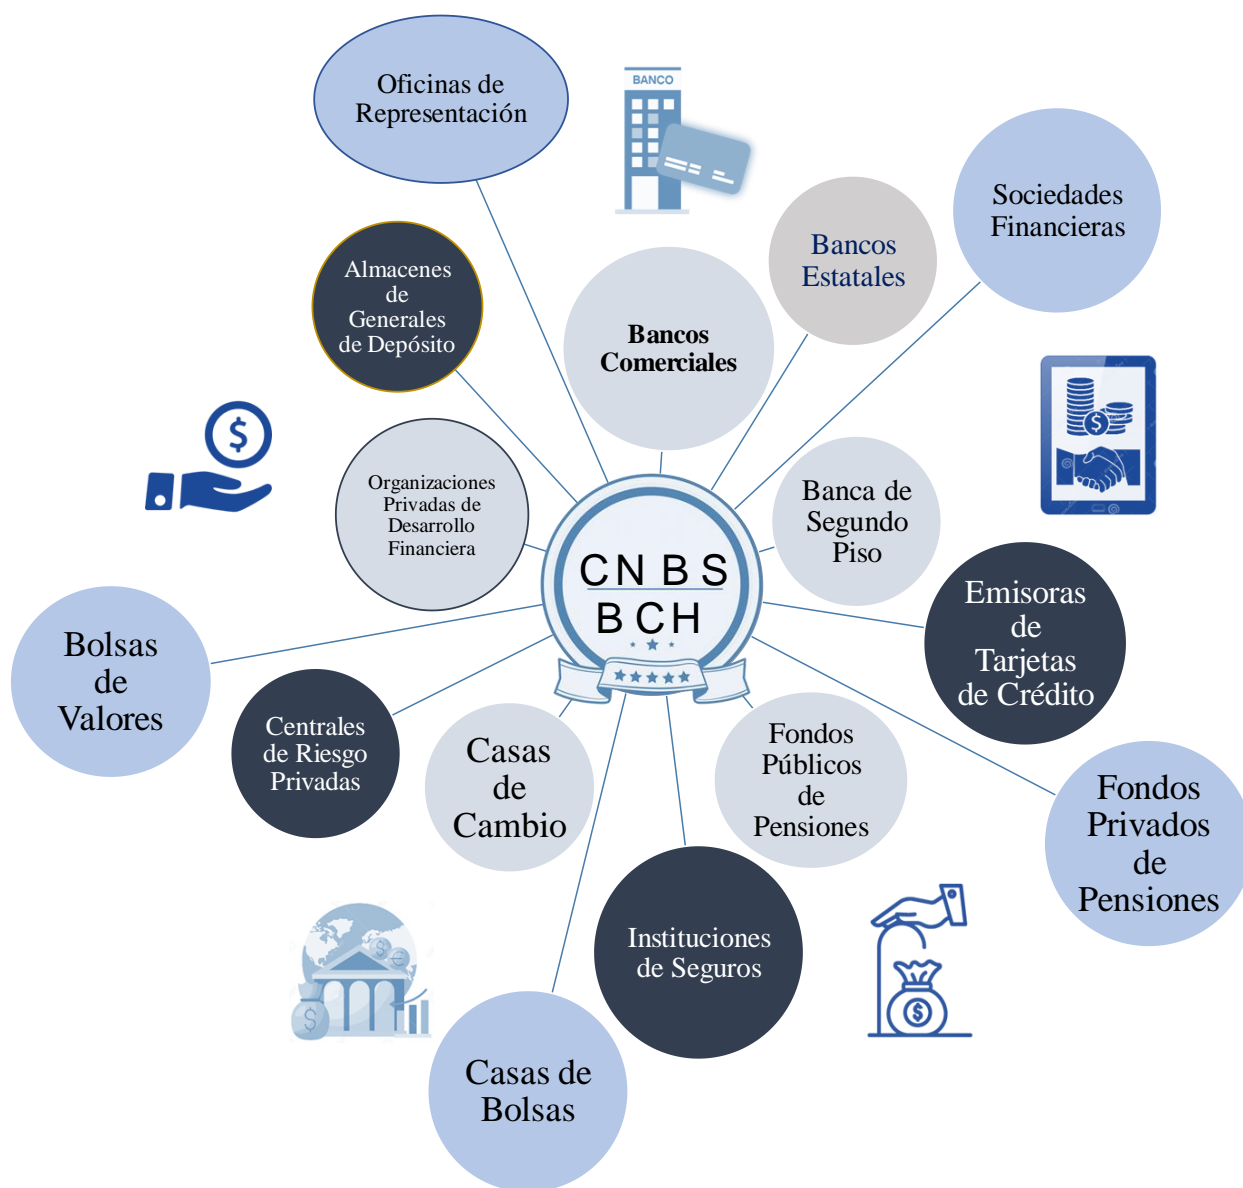 Oficinas de
Representación
BANCO
Sociedades
Financieras
Bancos
Estatales
Almacenes
de
Generales
de Depósito
Bancos
Comerciales
Organizaciones
Privadas de
Desarrollo
Financiera
Banca de
Segundo
Piso
CN B S
B CH
Emisoras
de
Tarjetas
de Crédito
Bolsas
de
Valores
Centrales
de Riesgo
Privadas
Casas
de
Cambio
Fondos
Públicos
de
Pensiones
Fondos
Privados
de
Pensiones
Instituciones
de Seguros
Casas de
Bolsas